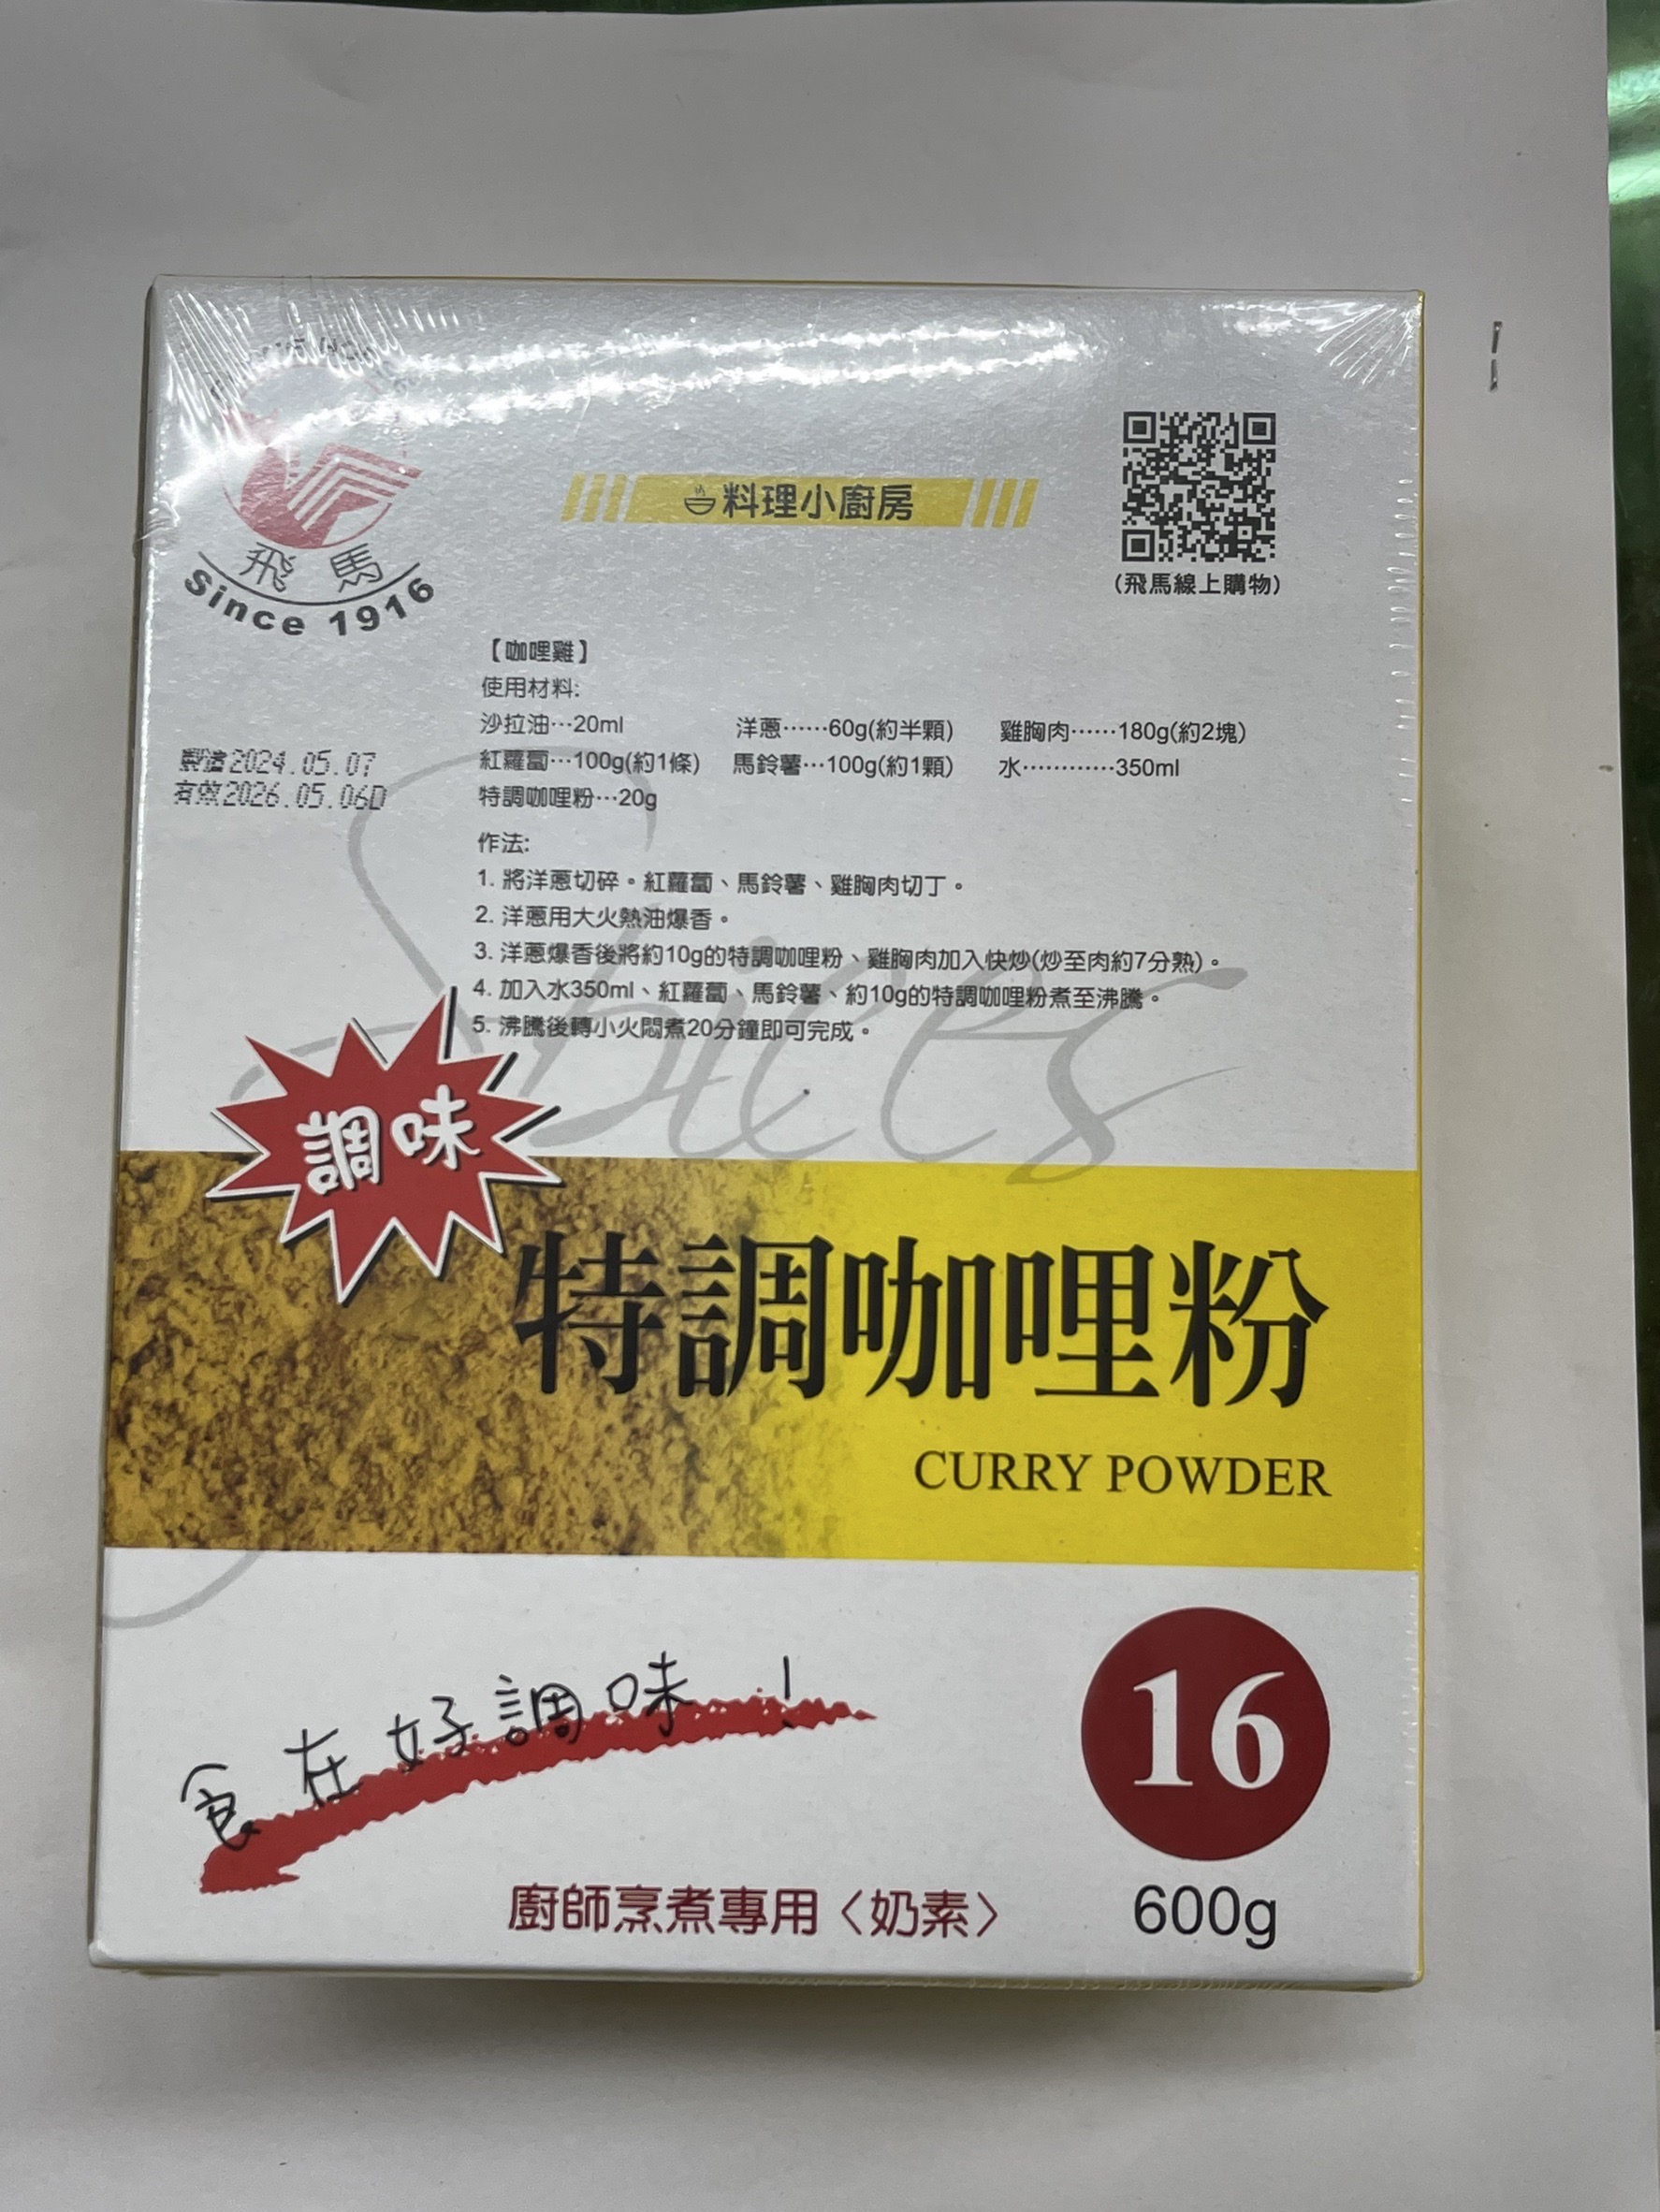 飛馬
Since 1916
料理小廚房
(飛馬線上購物)
【咖哩雞】
使用材料:
沙拉油…20ml 洋蔥……60g(約半顆) 雞胸肉……180g(約2塊)
紅蘿蔔…100g(約1條) 馬鈴薯…100g(約1顆) 水…………350ml
特調咖哩粉…20g
製造2024.05.07
有效2026.05.06D
作法:
1. 將洋蔥切碎。紅蘿蔔、馬鈴薯、雞胸肉切丁。
2. 洋蔥用大火熱油爆香。
3. 洋蔥爆香後將約10g的特調咖哩粉、雞胸肉加入快炒(炒至肉約7分熟)。
4. 加入水350ml、紅蘿蔔、馬鈴薯、約10g的特調咖哩粉煮至沸騰。
5. 沸騰後轉小火悶煮20分鐘即可完成。
Spices
調味
特調咖哩粉
CURRY POWDER
食在好調味!
16
廚師烹煮專用〈奶素〉
600g